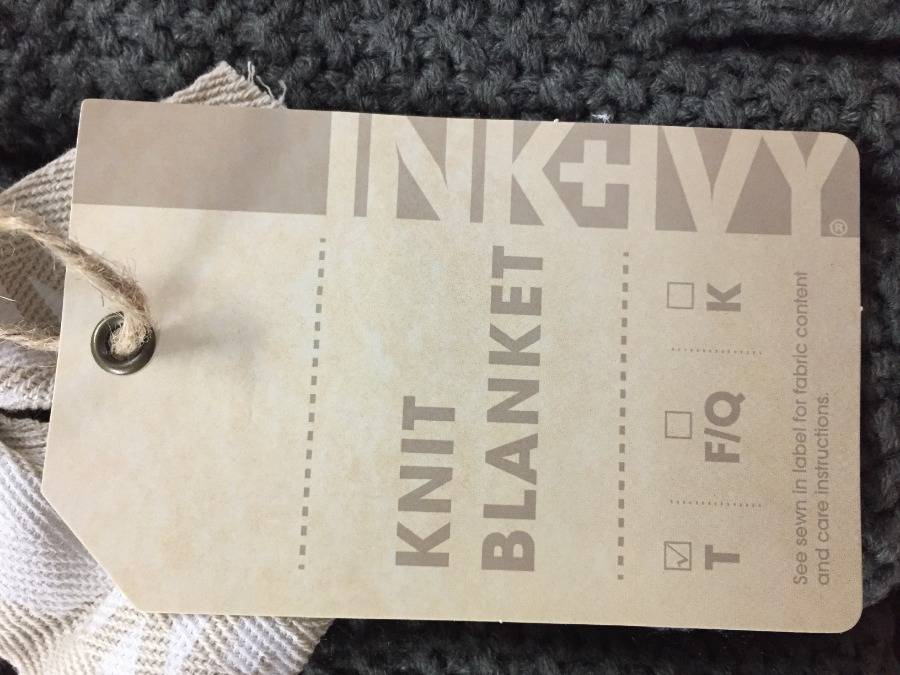 INK+IVY®
KNIT
BLANKET
T F/Q K
See sewn in label for fabric content
and care instructions.